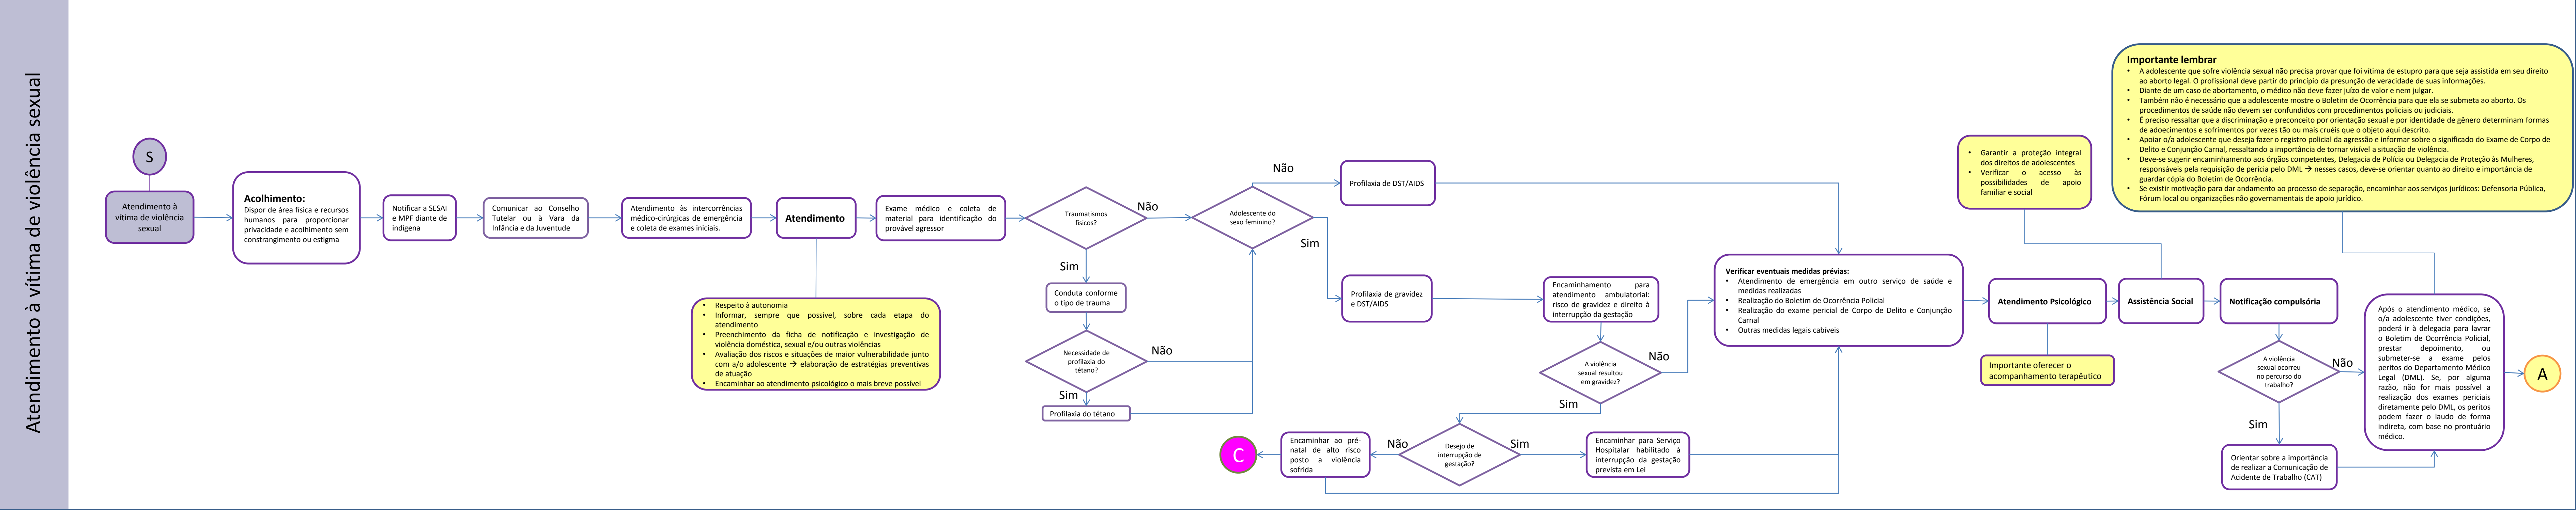 Atendimento à vítima de violência sexual
S
Atendimento à
vítima de violência
sexual
Acolhimento:
Dispor de área física e recursos
humanos para proporcionar
privacidade e acolhimento sem
constrangimento ou estigma
Notificar a SESAI
e MPF diante de
indígena
Comunicar ao Conselho
Tutelar ou à Vara da
Infância e da Juventude
Atendimento às intercorrências
médico-cirúrgicas de emergência
e coleta de exames iniciais.
Atendimento
• Respeito à autonomia
• Informar, sempre que possível, sobre cada etapa do
atendimento
• Preenchimento da ficha de notificação e investigação de
violência doméstica, sexual e/ou outras violências
• Avaliação dos riscos e situações de maior vulnerabilidade junto
com a/o adolescente → elaboração de estratégias preventivas
de atuação
• Encaminhar ao atendimento psicológico o mais breve possível
Exame médico e coleta de
material para identificação do
provável agressor
Traumatismos
físicos?
Não
Sim
Conduta conforme
o tipo de trauma
Necessidade de
profilaxia do
tétano?
Não
Sim
Profilaxia do tétano
Adolescente do
sexo feminino?
Não
Sim
Profilaxia de DST/AIDS
Profilaxia de gravidez
e DST/AIDS
Encaminhamento para
atendimento ambulatorial:
risco de gravidez e direito à
interrupção da gestação
A violência
sexual resultou
em gravidez?
Não
Sim
Desejo de
interrupção de
gestação?
Não
Sim
Encaminhar ao pré-
natal de alto risco
posto a violência
sofrida
C
Encaminhar para Serviço
Hospitalar habilitado à
interrupção da gestação
prevista em Lei
Verificar eventuais medidas prévias:
• Atendimento de emergência em outro serviço de saúde e
medidas realizadas
• Realização do Boletim de Ocorrência Policial
• Realização do exame pericial de Corpo de Delito e Conjunção
Carnal
• Outras medidas legais cabíveis
Atendimento Psicológico
Importante oferecer o
acompanhamento terapêutico
Assistência Social
• Garantir a proteção integral
dos direitos de adolescentes
• Verificar o acesso às
possibilidades de apoio
familiar e social
Notificação compulsória
A violência
sexual ocorreu
no percurso do
trabalho?
Não
Sim
Orientar sobre a importância
de realizar a Comunicação de
Acidente de Trabalho (CAT)
Após o atendimento médico, se
o/a adolescente tiver condições,
poderá ir à delegacia para lavrar
o Boletim de Ocorrência Policial,
prestar depoimento, ou
submeter-se a exame pelos
peritos do Departamento Médico
Legal (DML). Se, por alguma
razão, não for mais possível a
realização dos exames periciais
diretamente pelo DML, os peritos
podem fazer o laudo de forma
indireta, com base no prontuário
médico.
A
Importante lembrar
• A adolescente que sofre violência sexual não precisa provar que foi vítima de estupro para que seja assistida em seu direito
ao aborto legal. O profissional deve partir do princípio da presunção de veracidade de suas informações.
• Diante de um caso de abortamento, o médico não deve fazer juízo de valor e nem julgar.
• Também não é necessário que a adolescente mostre o Boletim de Ocorrência para que ela se submeta ao aborto. Os
procedimentos de saúde não devem ser confundidos com procedimentos policiais ou judiciais.
• É preciso ressaltar que a discriminação e preconceito por orientação sexual e por identidade de gênero determinam formas
de adoecimentos e sofrimentos por vezes tão ou mais cruéis que o objeto aqui descrito.
• Apoiar o/a adolescente que deseja fazer o registro policial da agressão e informar sobre o significado do Exame de Corpo de
Delito e Conjunção Carnal, ressaltando a importância de tornar visível a situação de violência.
• Deve-se sugerir encaminhamento aos órgãos competentes, Delegacia de Polícia ou Delegacia de Proteção às Mulheres,
responsáveis pela requisição de perícia pelo DML → nesses casos, deve-se orientar quanto ao direito e importância de
guardar cópia do Boletim de Ocorrência.
• Se existir motivação para dar andamento ao processo de separação, encaminhar aos serviços jurídicos: Defensoria Pública,
Fórum local ou organizações não governamentais de apoio jurídico.